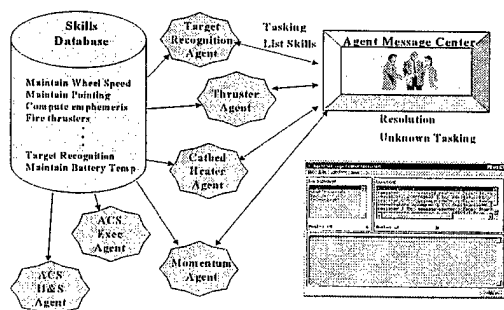 Skills
Database
Maintain Wheel Speed
Maintain Pointing
Compute emphemeris
Fire thrusters
Target Recognition
Maintain Battery Temp
Target
Recognition
Agent
Thruster
Agent
Catbed
Heater
Agent
Momentum
Agent
ACS
Exec
Agent
ACS
H&S
Agent
Tasking
List Skills
Agent Message Center
Resolution
Unknown Tasking